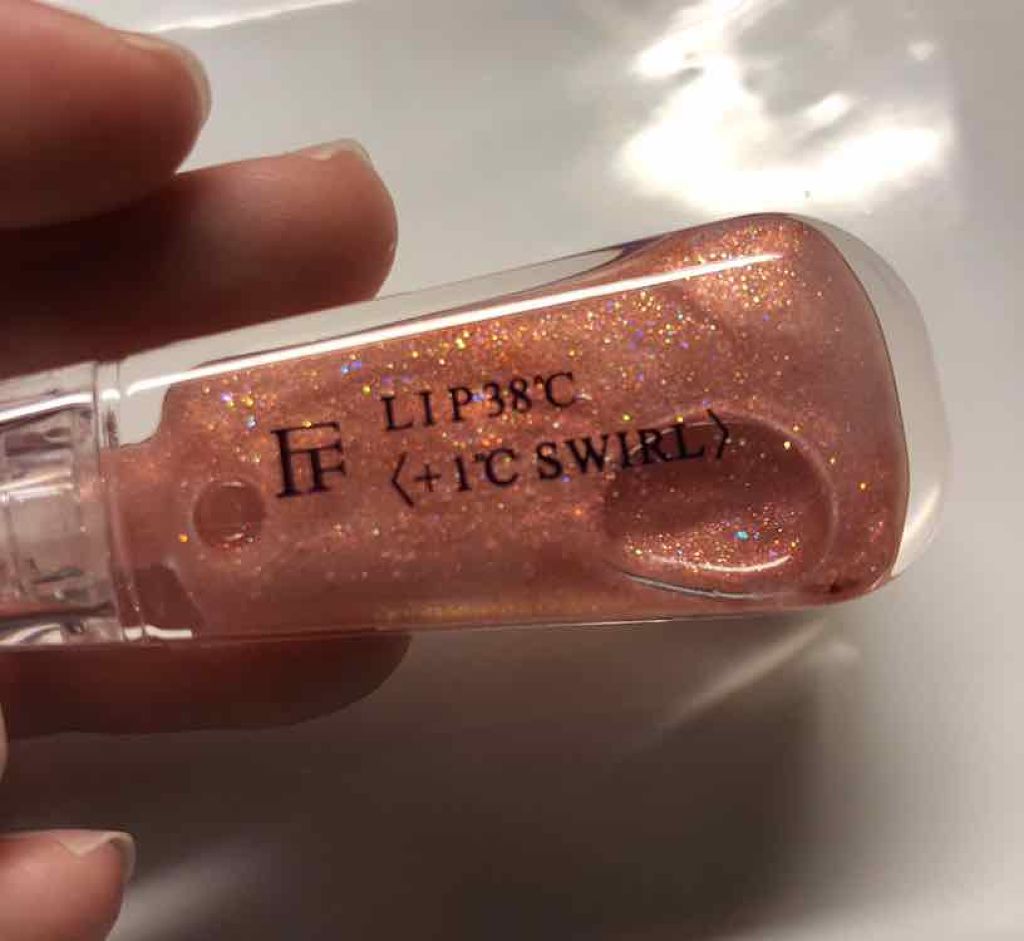 FF
LIP38℃
〈+1℃ SWIRL〉